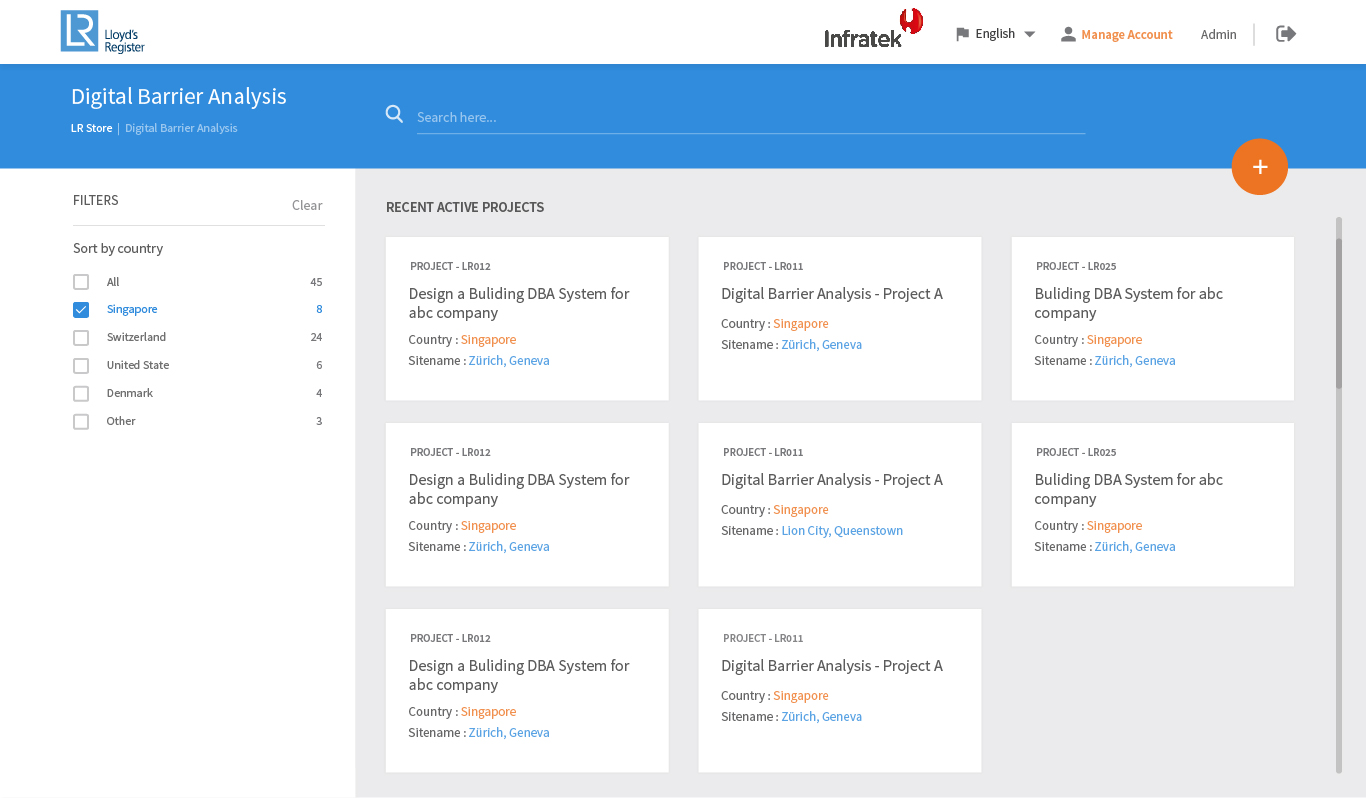 LR Lloyd's
Register
Infratek
English
Manage Account
Admin
Digital Barrier Analysis
LR Store | Digital Barrier Analysis
Search here...
+
FILTERS
Clear
Sort by country
All 45
Singapore 8
Switzerland 24
United State 6
Denmark 4
Other 3
RECENT ACTIVE PROJECTS
PROJECT - LR012
Design a Buliding DBA System for
abc company
Country : Singapore
Sitename : Zürich, Geneva
PROJECT - LR011
Digital Barrier Analysis - Project A
Country : Singapore
Sitename : Zürich, Geneva
PROJECT - LR025
Buliding DBA System for abc
company
Country : Singapore
Sitename : Zürich, Geneva
PROJECT - LR012
Design a Buliding DBA System for
abc company
Country : Singapore
Sitename : Zürich, Geneva
PROJECT - LR011
Digital Barrier Analysis - Project A
Country : Singapore
Sitename : Lion City, Queenstown
PROJECT - LR025
Buliding DBA System for abc
company
Country : Singapore
Sitename : Zürich, Geneva
PROJECT - LR012
Design a Buliding DBA System for
abc company
Country : Singapore
Sitename : Zürich, Geneva
PROJECT - LR011
Digital Barrier Analysis - Project A
Country : Singapore
Sitename : Zürich, Geneva